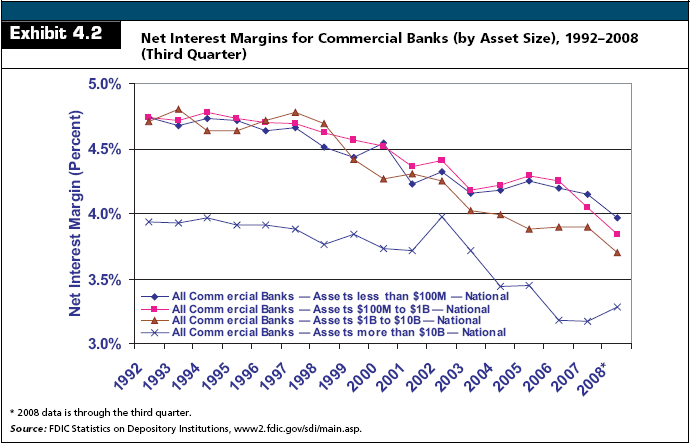 Exhibit 4.2
Net Interest Margins for Commercial Banks (by Asset Size), 1992–2008
(Third Quarter)
Net Interest Margin (Percent)
5.0%
4.5%
4.0%
3.5%
3.0%
All Commercial Banks — Assets less than $100M — National
All Commercial Banks — Assets $100M to $1B — National
All Commercial Banks — Assets $1B to $10B — National
All Commercial Banks — Assets more than $10B — National
1992
1993
1994
1995
1996
1997
1998
1999
2000
2001
2002
2003
2004
2005
2006
2007
2008*
* 2008 data is through the third quarter.
Source: FDIC Statistics on Depository Institutions, www2.fdic.gov/sdi/main.asp.